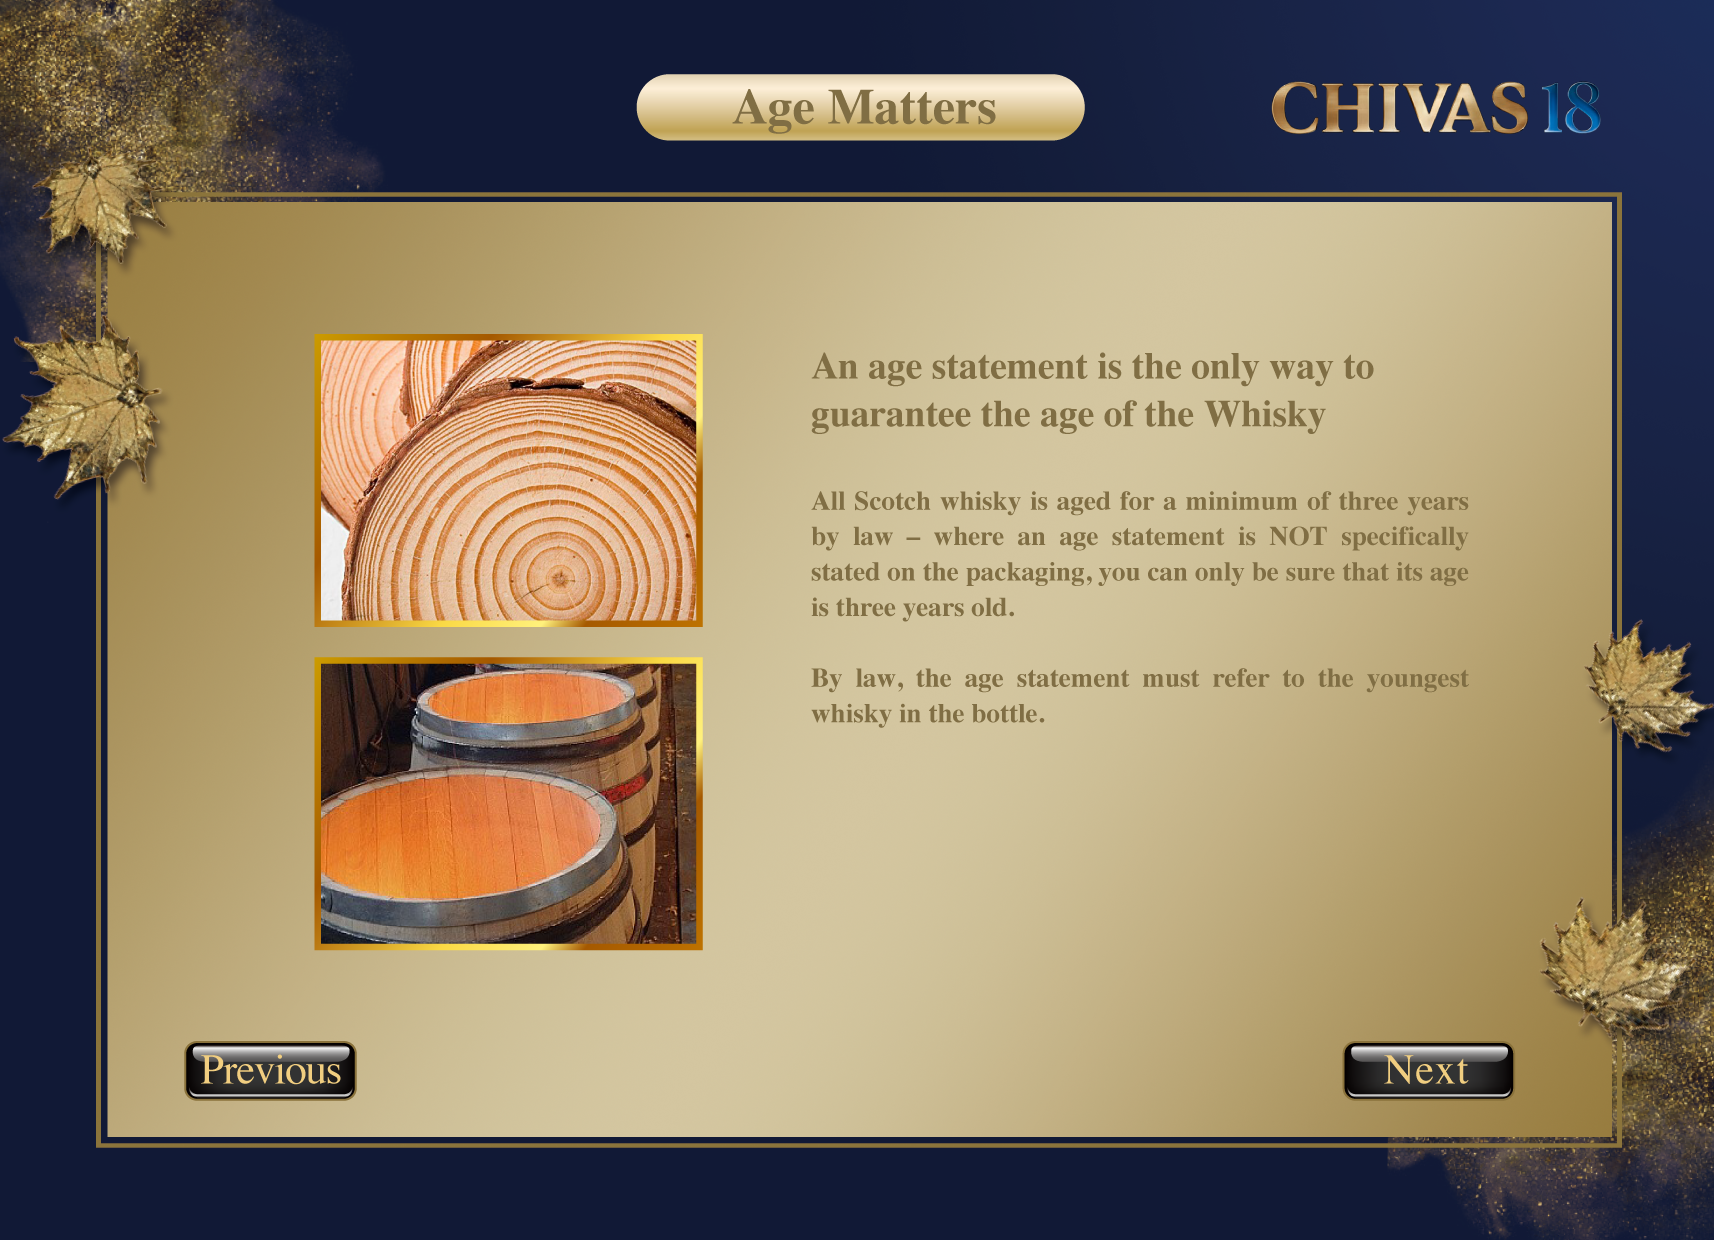 Age Matters
CHIVAS 18
An age statement is the only way to
guarantee the age of the Whisky
All Scotch whisky is aged for a minimum of three years
by law – where an age statement is NOT specifically
stated on the packaging, you can only be sure that its age
is three years old.
By law, the age statement must refer to the youngest
whisky in the bottle.
Previous
Next